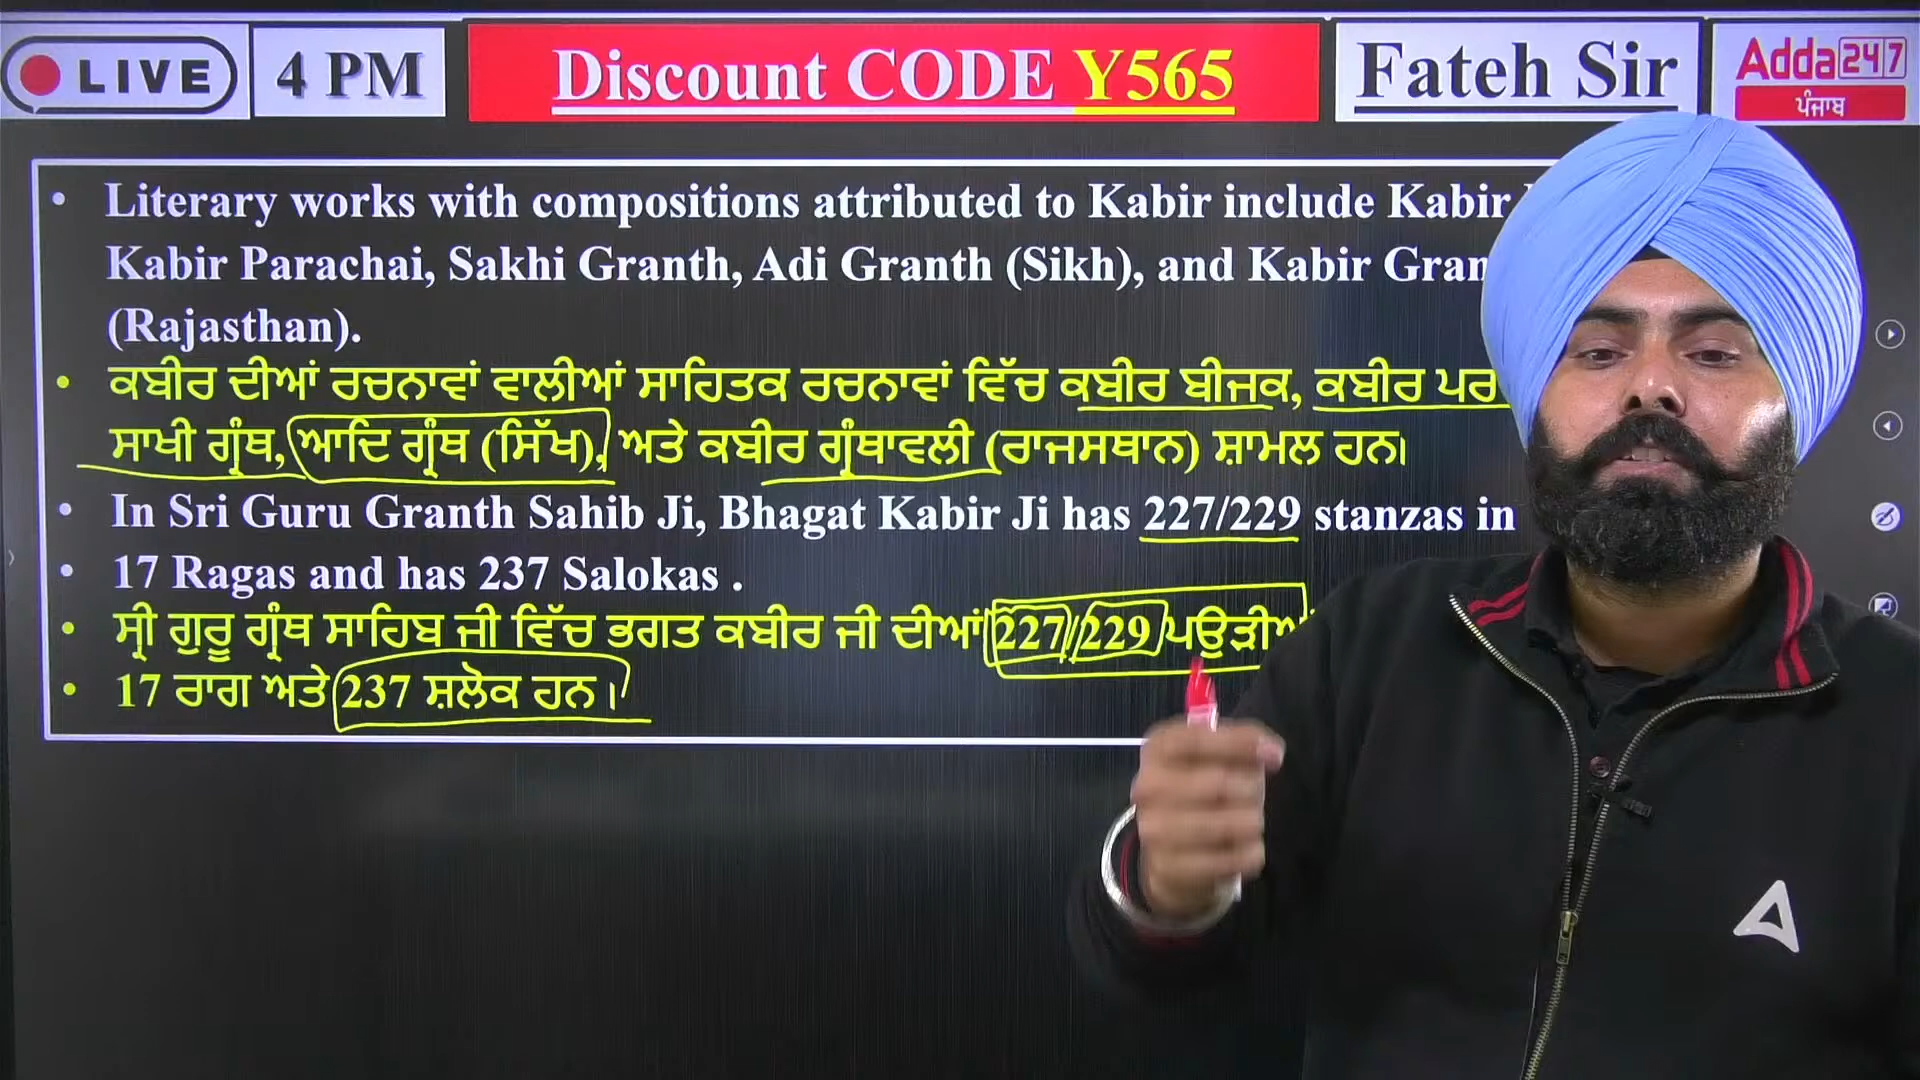 LIVE
4 PM
Discount CODE Y565
Fateh Sir
Adda247
ਪੰਜਾਬ
• Literary works with compositions attributed to Kabir include Kabir
Kabir Parachai, Sakhi Granth, Adi Granth (Sikh), and Kabir
(Rajasthan).
• ਕਬੀਰ ਦੀਆਂ ਰਚਨਾਵਾਂ ਵਾਲੀਆਂ ਸਾਹਿਤਕ ਰਚਨਾਵਾਂ ਵਿੱਚ ਕਬੀਰ ਬੀਜਕ, ਕਬੀਰ
ਸਾਖੀ ਗ੍ਰੰਥ, ਆਦਿ ਗ੍ਰੰਥ (ਸਿੱਖ), ਅਤੇ ਕਬੀਰ ਗ੍ਰੰਥਾਵਲੀ (ਰਾਜਸਥਾਨ) ਸ਼ਾਮਲ ਹਨ।
• In Sri Guru Granth Sahib Ji, Bhagat Kabir Ji has 227/229 stanzas in
• 17 Ragas and has 237 Salokas .
• ਸ੍ਰੀ ਗੁਰੂ ਗ੍ਰੰਥ ਸਾਹਿਬ ਜੀ ਵਿੱਚ ਭਗਤ ਕਬੀਰ ਜੀ ਦੀਆਂ 227/229
• 17 ਰਾਗ ਅਤੇ 237 ਸ਼ਲੋਕ ਹਨ।